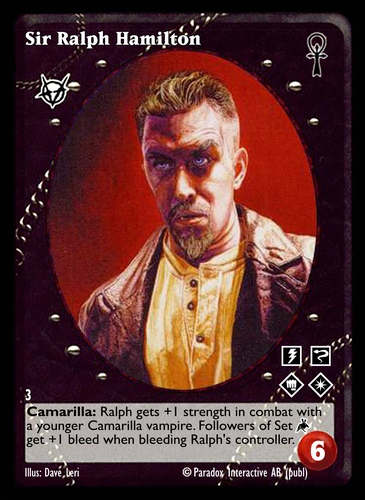 Sir Ralph Hamilton
3
Camarilla: Ralph gets +1 strength in combat with
a younger Camarilla vampire. Followers of Set
get +1 bleed when bleeding Ralph's controller.
6
Illus: Dave Leri © Paradox Interactive AB (publ)